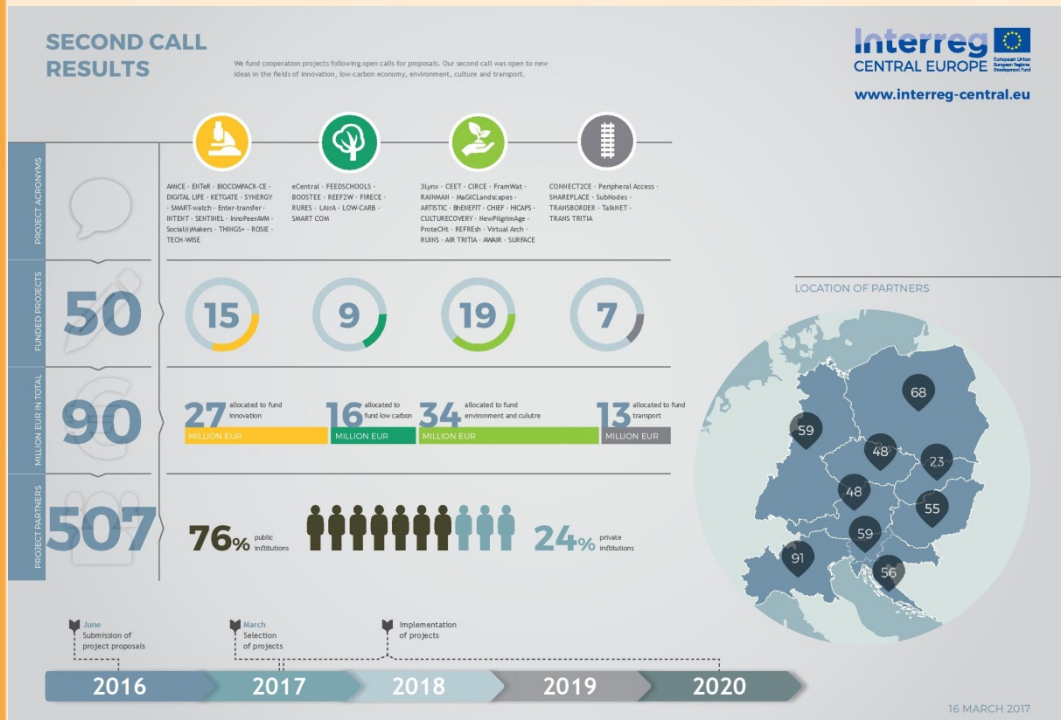 SECOND CALL
RESULTS
We fund cooperation projects following open calls for proposals. Our second call was open to new
ideas in the fields of innovation, low-carbon economy, environment, culture and transport.
Interreg
CENTRAL EUROPE
European Union
European Regional
Development Fund
www.interreg-central.eu
PROJECT ACRONYMS
AMiCE - ENTeR - BIOCOMPACK-CE -
DIGITAL LIFE - KETGATE - SYNERGY
- SMART-watch - Enter-transfer -
INTENT - SENTINEL - InnoPeerAVM -
Social(i)Makers - THINGS+ - ROSIE -
TECH-WISE
eCentral - FEEDSCHOOLS -
BOOSTEE - REEF2W - FIRECE -
RURES - LAirA - LOW-CARB -
SMART COM
3Lynx - CEET - CIRCE - FramWat -
RAINMAN - MaGICLandscapes -
ARTISTIC - BhENEFIT - CHIEF - HICAPS -
CULTURECOVERY - NewPilgrimAge -
ProteCHt - REFREsh - Virtual Arch -
RUINS - AIR TRITIA - AWAIR - SURFACE
CONNECT2CE - Peripheral Access -
SHAREPLACE - SubNodes -
TRANSBORDER - TalkNET -
TRANS TRITIA
FUNDED PROJECTS
50
15
9
19
7
MILLION EUR IN TOTAL
90
27
allocated to fund
innovation
MILLION EUR
16
allocated to
fund low carbon
MILLION EUR
34
allocated to fund
environment and culutre
MILLION EUR
13
allocated to fund
transport
MILLION EUR
PROJECT PARTNERS
507
76%
public
institutions
24%
private
institutions
LOCATION OF PARTNERS
68
59
48
23
48
55
59
91
56
June
Submission of
project proposals
March
Selection
of projects
Implementation
of projects
2016
2017
2018
2019
2020
16 MARCH 2017